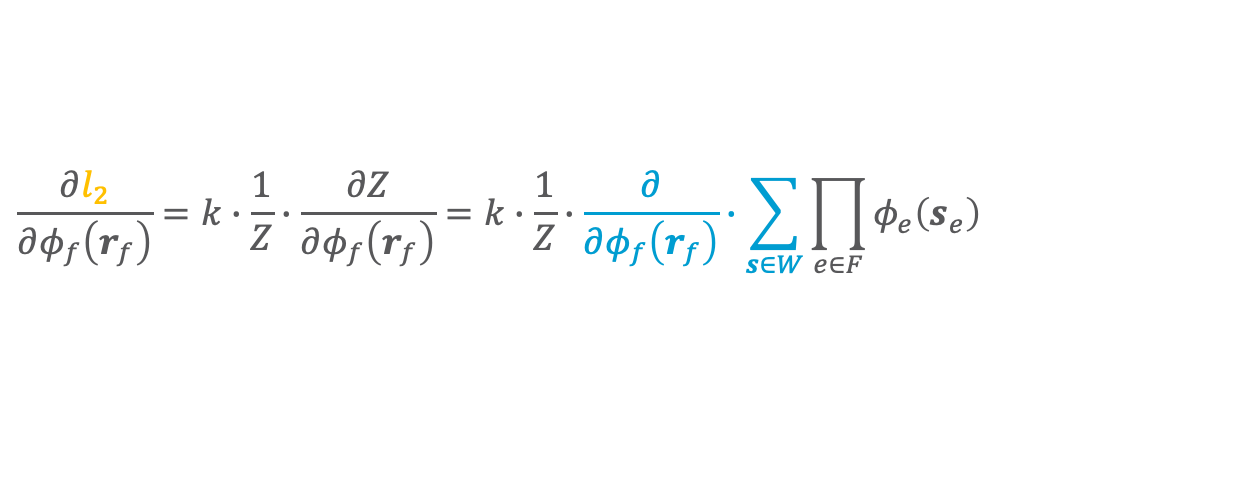 ∂l₂/∂ϕ_f(𝒓_f) = k · 1/Z · ∂Z/∂ϕ_f(𝒓_f) = k · 1/Z · ∂/∂ϕ_f(𝒓_f) · ∑_{𝒔∈W} ∏_{e∈F} ϕ_e(𝒔_e)